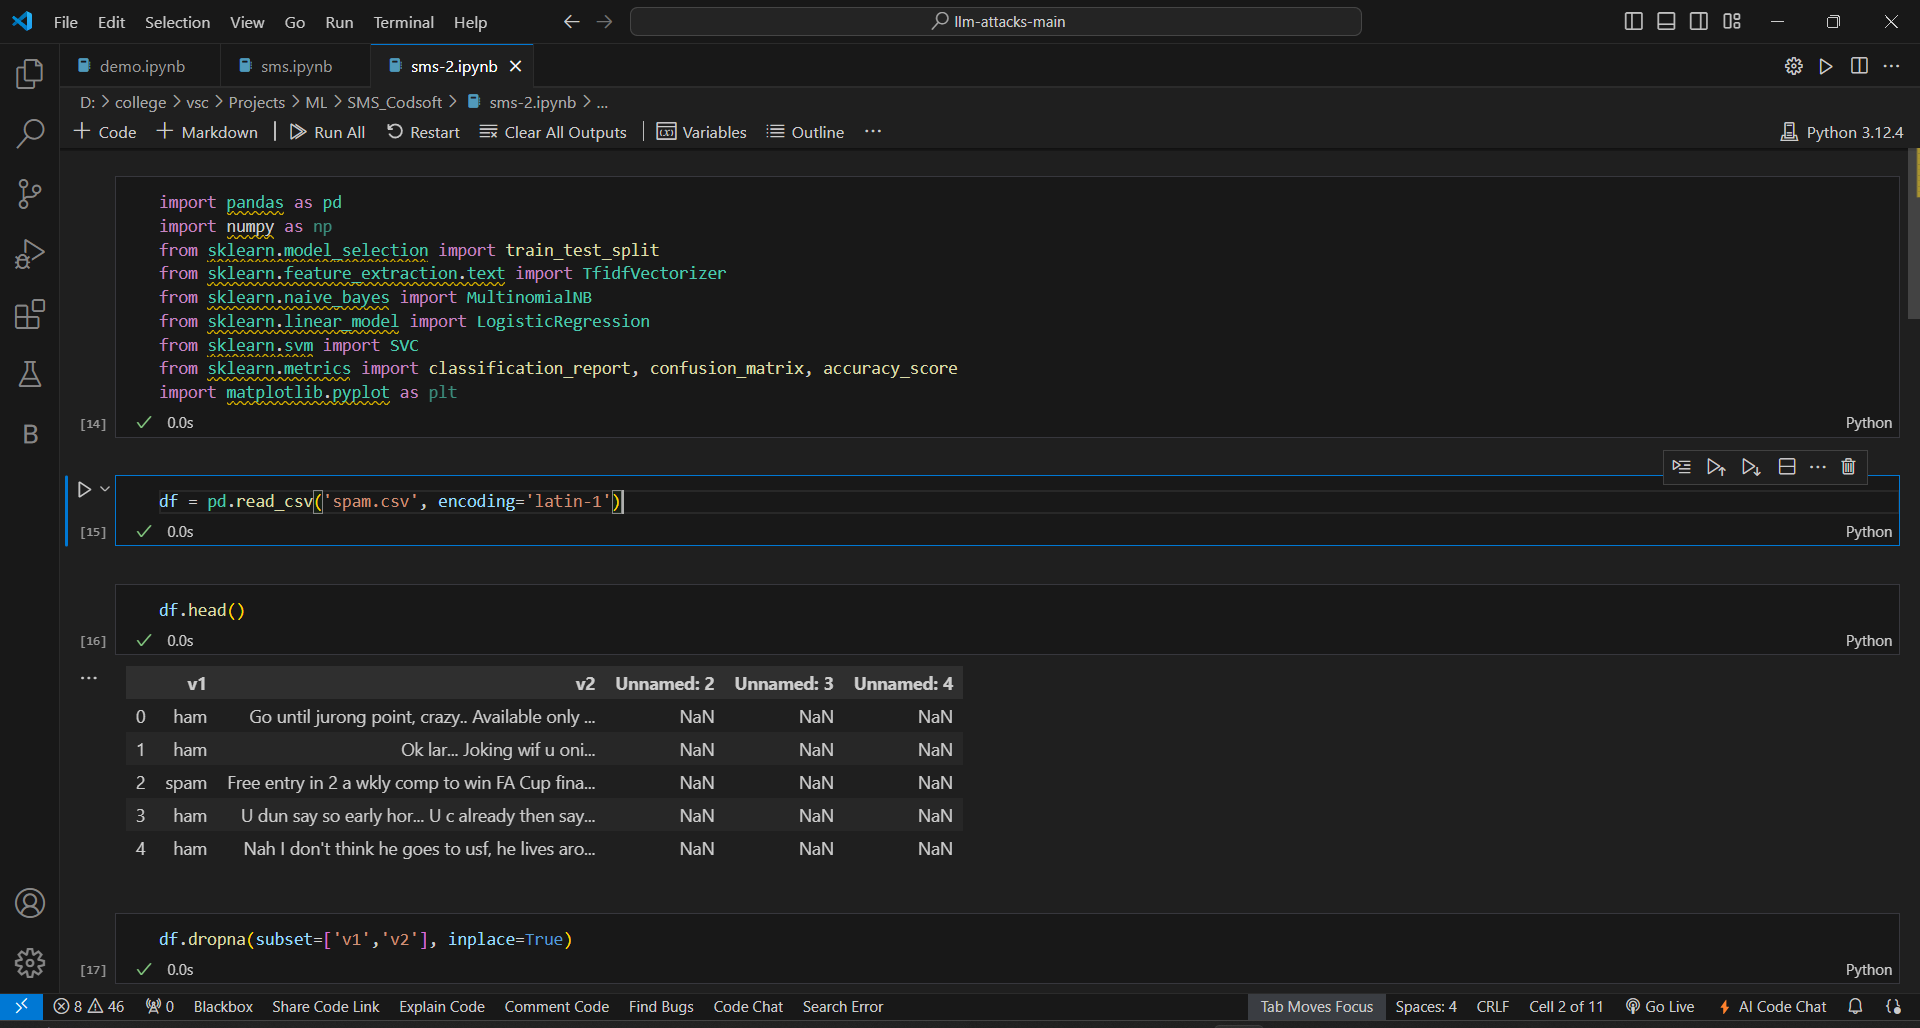 File Edit Selection View Go Run Terminal Help
llm-attacks-main
demo.ipynb
sms.ipynb
sms-2.ipynb
D: > college > vsc > Projects > ML > SMS_Codsoft > sms-2.ipynb > ...
+ Code + Markdown | Run All Restart Clear All Outputs | Variables Outline ...
Python 3.12.4
import pandas as pd
import numpy as np
from sklearn.model_selection import train_test_split
from sklearn.feature_extraction.text import TfidfVectorizer
from sklearn.naive_bayes import MultinomialNB
from sklearn.linear_model import LogisticRegression
from sklearn.svm import SVC
from sklearn.metrics import classification_report, confusion_matrix, accuracy_score
import matplotlib.pyplot as plt
[14] 0.0s Python
df = pd.read_csv('spam.csv', encoding='latin-1')
[15] 0.0s Python
df.head()
[16] 0.0s Python
...
v1 v2 Unnamed: 2 Unnamed: 3 Unnamed: 4
0 ham Go until jurong point, crazy.. Available only ... NaN NaN NaN
1 ham Ok lar... Joking wif u oni... NaN NaN NaN
2 spam Free entry in 2 a wkly comp to win FA Cup fina... NaN NaN NaN
3 ham U dun say so early hor... U c already then say... NaN NaN NaN
4 ham Nah I don't think he goes to usf, he lives aro... NaN NaN NaN
df.dropna(subset=['v1','v2'], inplace=True)
[17] 0.0s Python
8 46 0 Blackbox Share Code Link Explain Code Comment Code Find Bugs Code Chat Search Error
Tab Moves Focus Spaces: 4 CRLF Cell 2 of 11 Go Live AI Code Chat
B